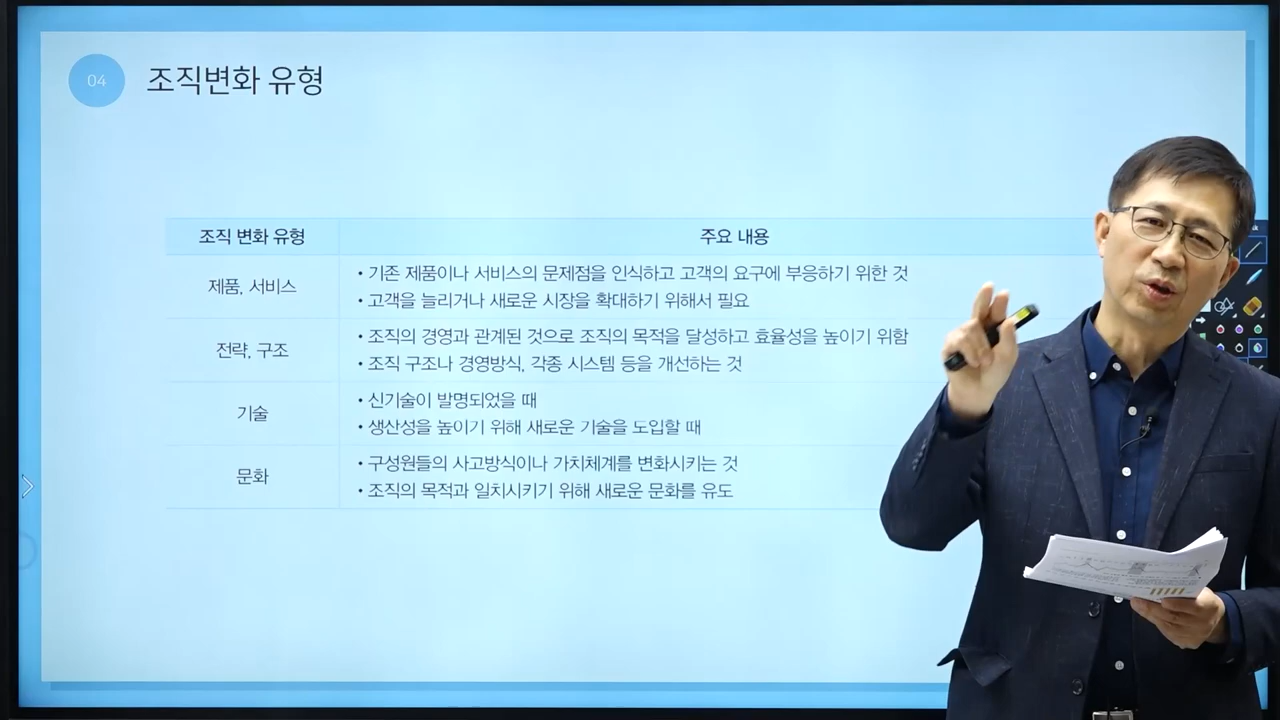 04
조직변화 유형
조직 변화 유형
주요 내용
제품, 서비스
• 기존 제품이나 서비스의 문제점을 인식하고 고객의 요구에 부응하기 위한 것
• 고객을 늘리거나 새로운 시장을 확대하기 위해서 필요
전략, 구조
• 조직의 경영과 관계된 것으로 조직의 목적을 달성하고 효율성을 높이기 위함
• 조직 구조나 경영방식, 각종 시스템 등을 개선하는 것
기술
• 신기술이 발명되었을 때
• 생산성을 높이기 위해 새로운 기술을 도입할 때
문화
• 구성원들의 사고방식이나 가치체계를 변화시키는 것
• 조직의 목적과 일치시키기 위해 새로운 문화를 유도